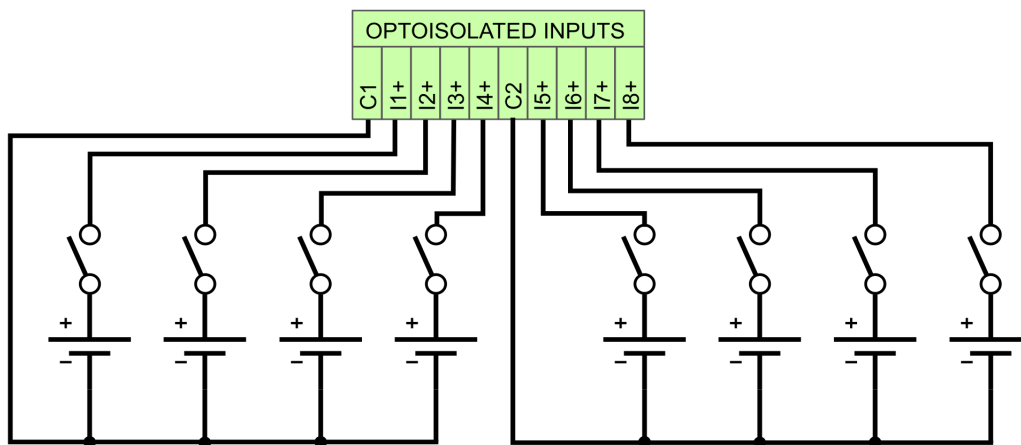 OPTOISOLATED INPUTS
C1 I1+ I2+ I3+ I4+ C2 I5+ I6+ I7+ I8+
+ + + + + + + +
− − − − − − − −